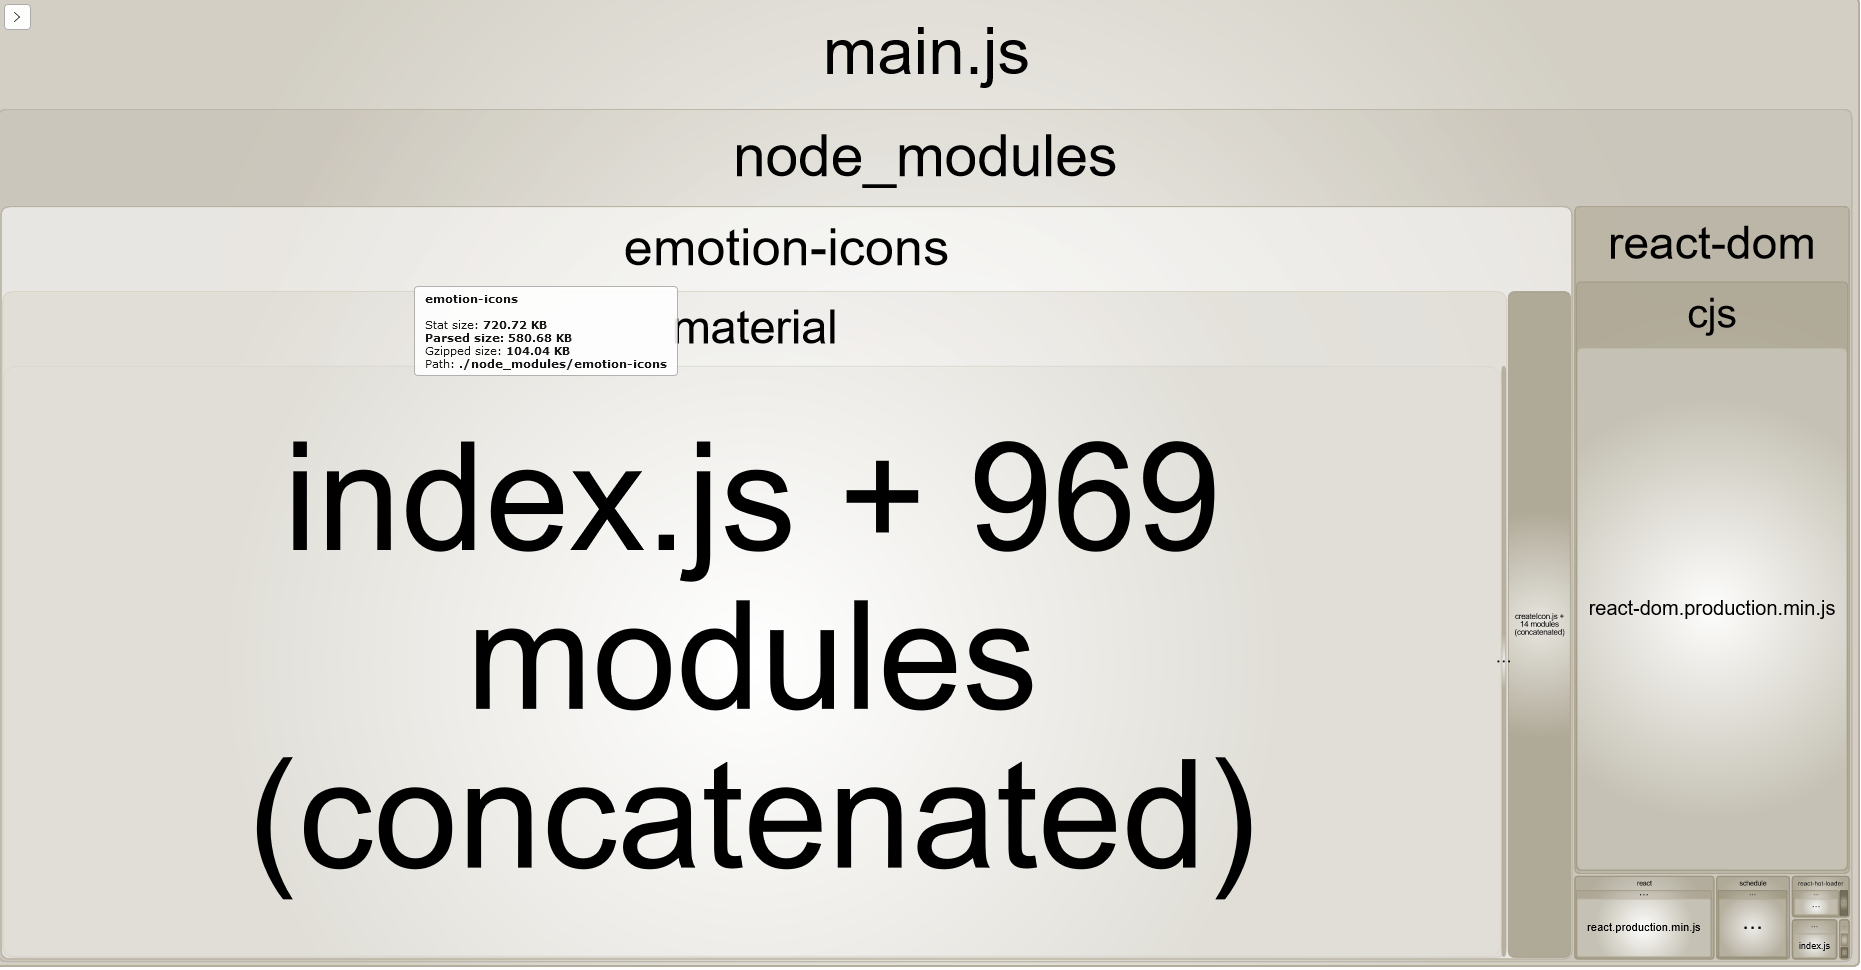 main.js
node_modules
emotion-icons
react-dom
emotion-icons
Stat size: 720.72 KB
Parsed size: 580.68 KB
Gzipped size: 104.04 KB
Path: ./node_modules/emotion-icons
material
cjs
index.js + 969
modules
(concatenated)
createIcon.js +
14 modules
(concatenated)
...
react-dom.production.min.js
react
...
react.production.min.js
schedule
...
...
react-hot-loader
...
...
...
index.js